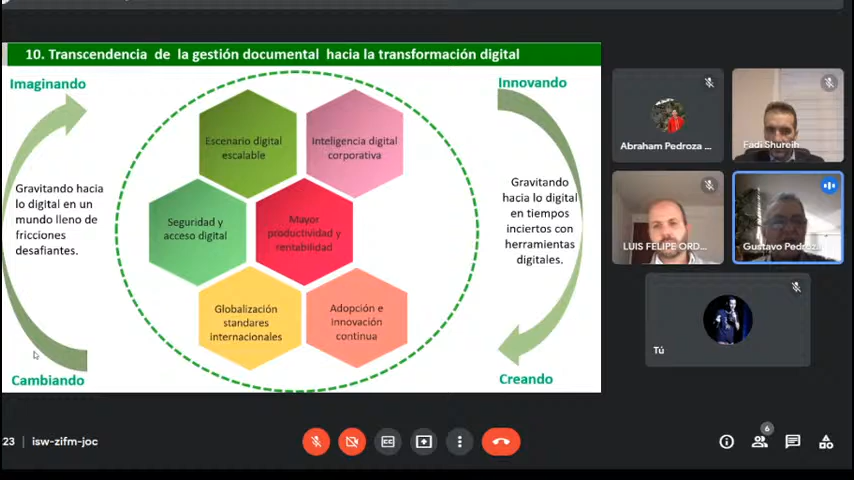 10. Transcendencia de la gestión documental hacia la transformación digital
Imaginando
Innovando
Escenario digital
escalable
Inteligencia digital
corporativa
Gravitando hacia
lo digital en un
mundo lleno de
fricciones
desafiantes.
Seguridad y
acceso digital
Mayor
productividad y
rentabilidad
Gravitando
hacia lo digital
en tiempos
inciertos con
herramientas
digitales.
Globalización
standares
internacionales
Adopción e
innovación
continua
Cambiando
Creando
Abraham Pedroza ...
Fadi Shureih
LUIS FELIPE ORD...
Gustavo Pedroza
Tú
23
isw-zifm-joc
CC
6